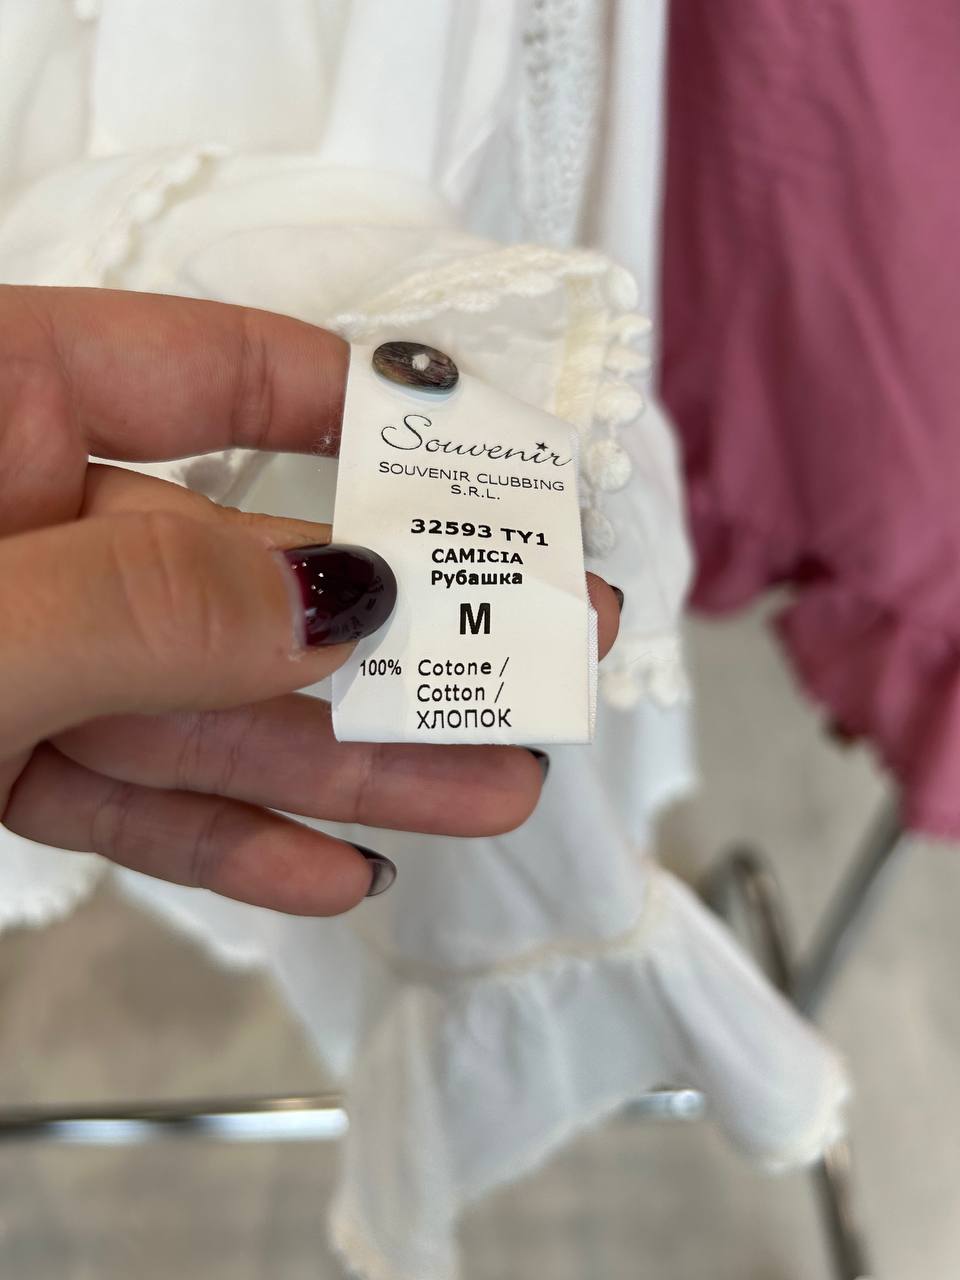 Souvenir
SOUVENIR CLUBBING
S.R.L.
32593 TY1
CAMICIA
Рубашка
M
100% Cotone /
Cotton /
ХЛОПОК